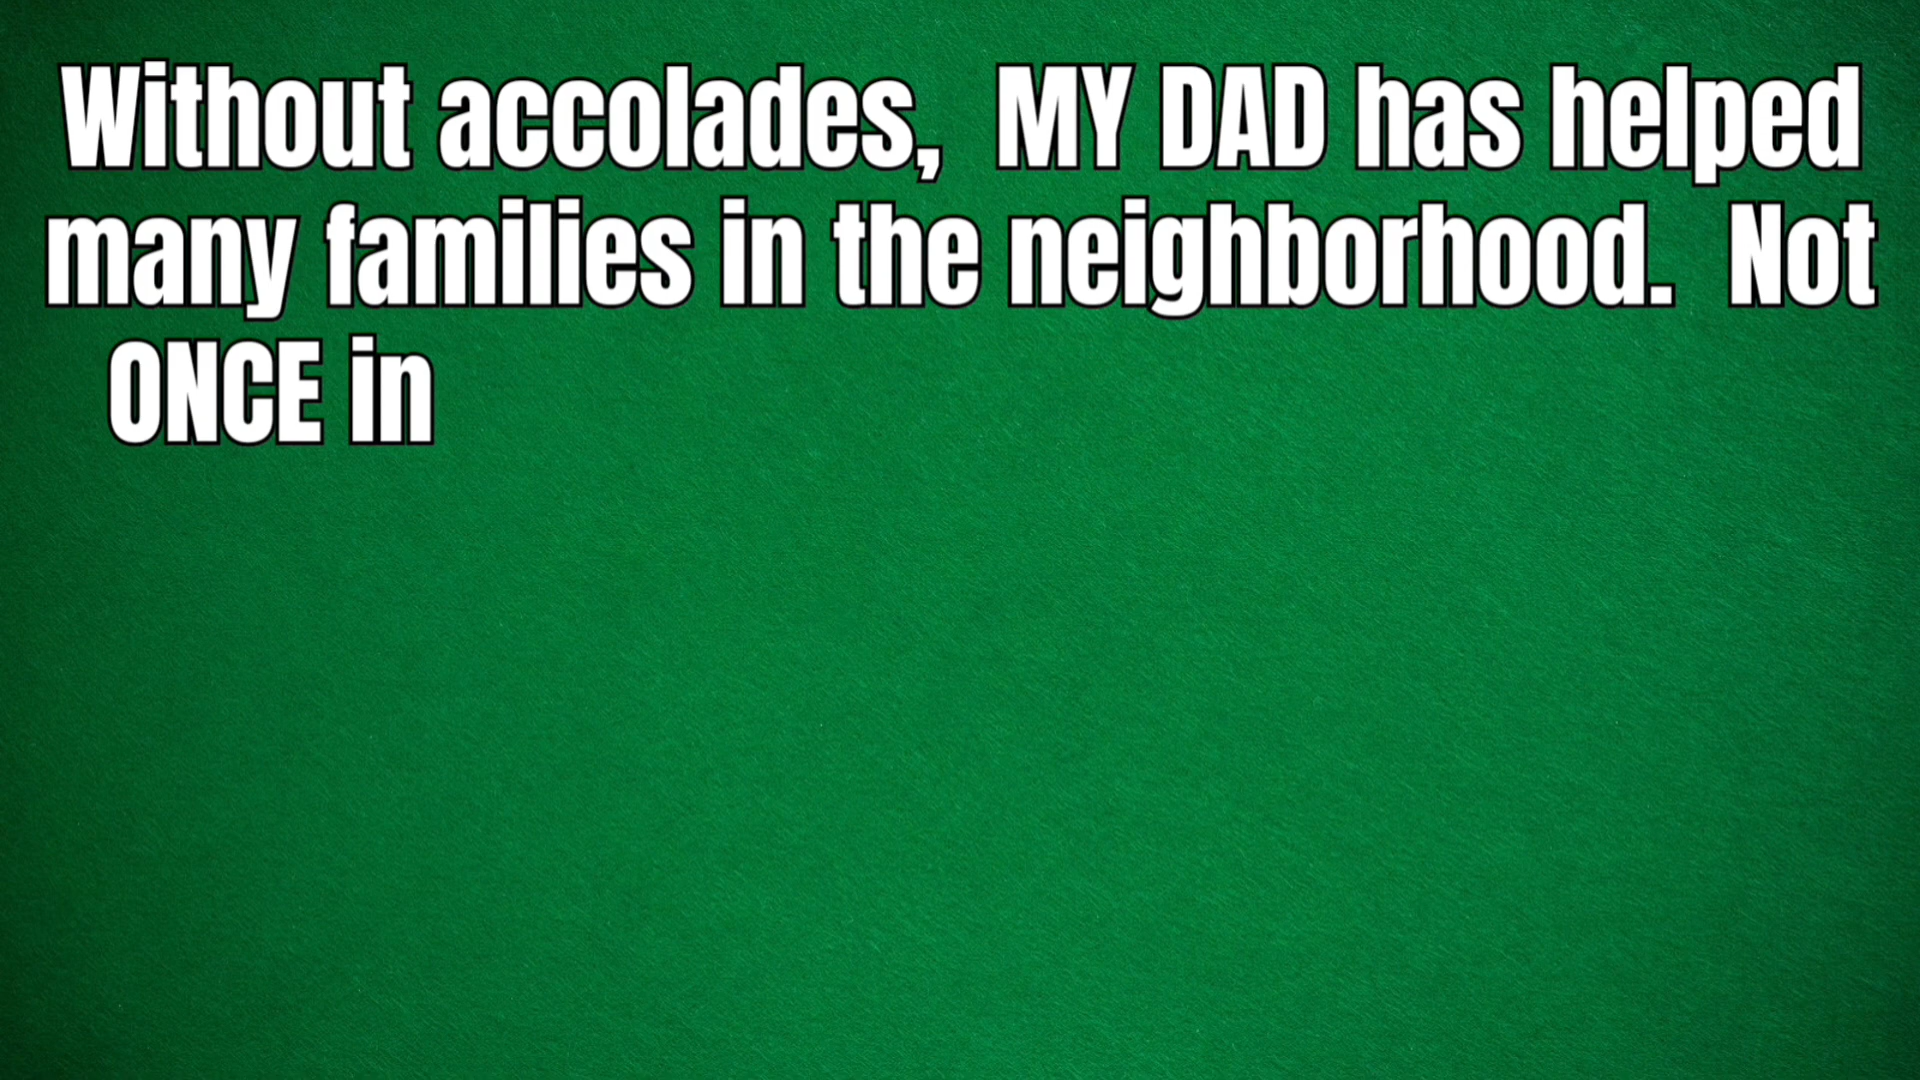 Without accolades,  MY DAD has helped
many families in the neighborhood.  Not
ONCE in